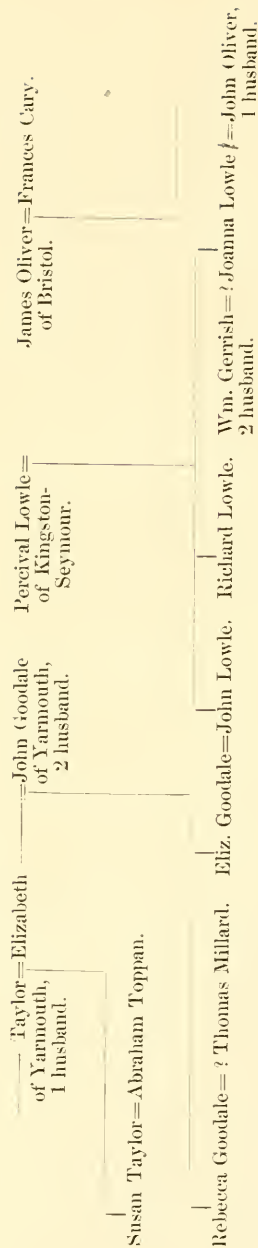 —— Taylor=Elizabeth ——=John Goodale
of Yarmouth,
1 husband.
of Yarmouth,
2 husband.
Percival Lowle=
of Kingston-
Seymour.
James Oliver=Frances Cary.
of Bristol.
Susan Taylor=Abraham Toppan.
Rebecca Goodale=? Thomas Millard.
Eliz. Goodale=John Lowle.
Richard Lowle.
Wm. Gerrish=? Joanna Lowle ?=John Oliver,
2 husband.
1 husband.